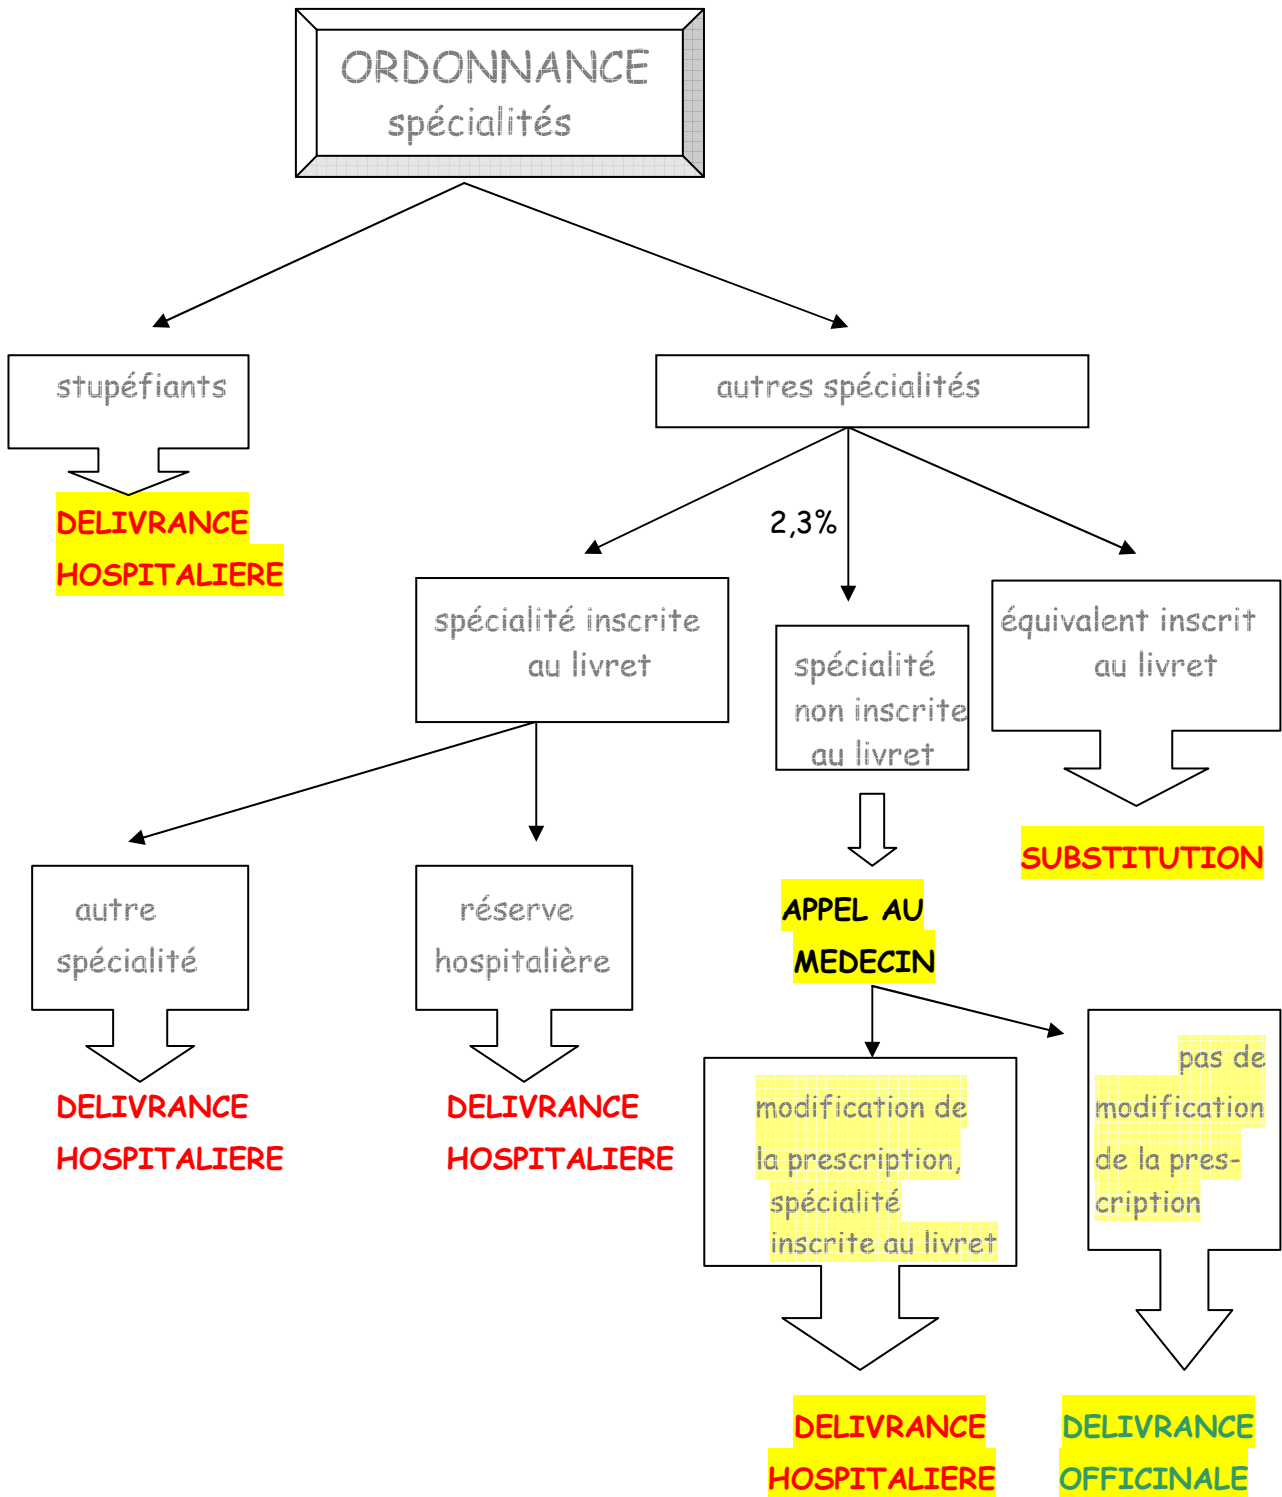 ORDONNANCE
spécialités
stupéfiants
autres spécialités
DELIVRANCE
HOSPITALIERE
2,3%
spécialité inscrite
au livret
spécialité
non inscrite
au livret
équivalent inscrit
au livret
SUBSTITUTION
autre
spécialité
réserve
hospitalière
APPEL AU
MEDECIN
DELIVRANCE
HOSPITALIERE
DELIVRANCE
HOSPITALIERE
modification de
la prescription,
spécialité
inscrite au livret
pas de
modification
de la pres-
cription
DELIVRANCE
HOSPITALIERE
DELIVRANCE
OFFICINALE